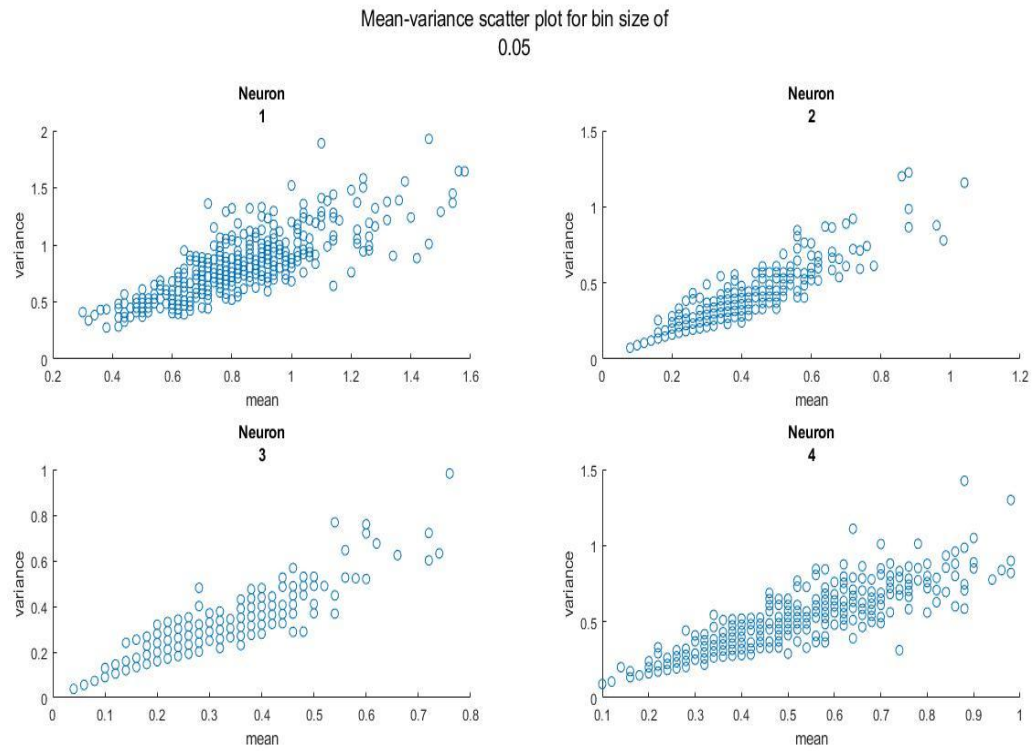 Mean-variance scatter plot for bin size of
0.05
Neuron
1
2
1.5
1
0.5
0
variance
0.2 0.4 0.6 0.8 1 1.2 1.4 1.6
mean
Neuron
2
1.5
1
0.5
0
variance
0 0.2 0.4 0.6 0.8 1 1.2
mean
Neuron
3
1
0.8
0.6
0.4
0.2
0
variance
0 0.1 0.2 0.3 0.4 0.5 0.6 0.7 0.8
mean
Neuron
4
1.5
1
0.5
0
variance
0.1 0.2 0.3 0.4 0.5 0.6 0.7 0.8 0.9 1
mean